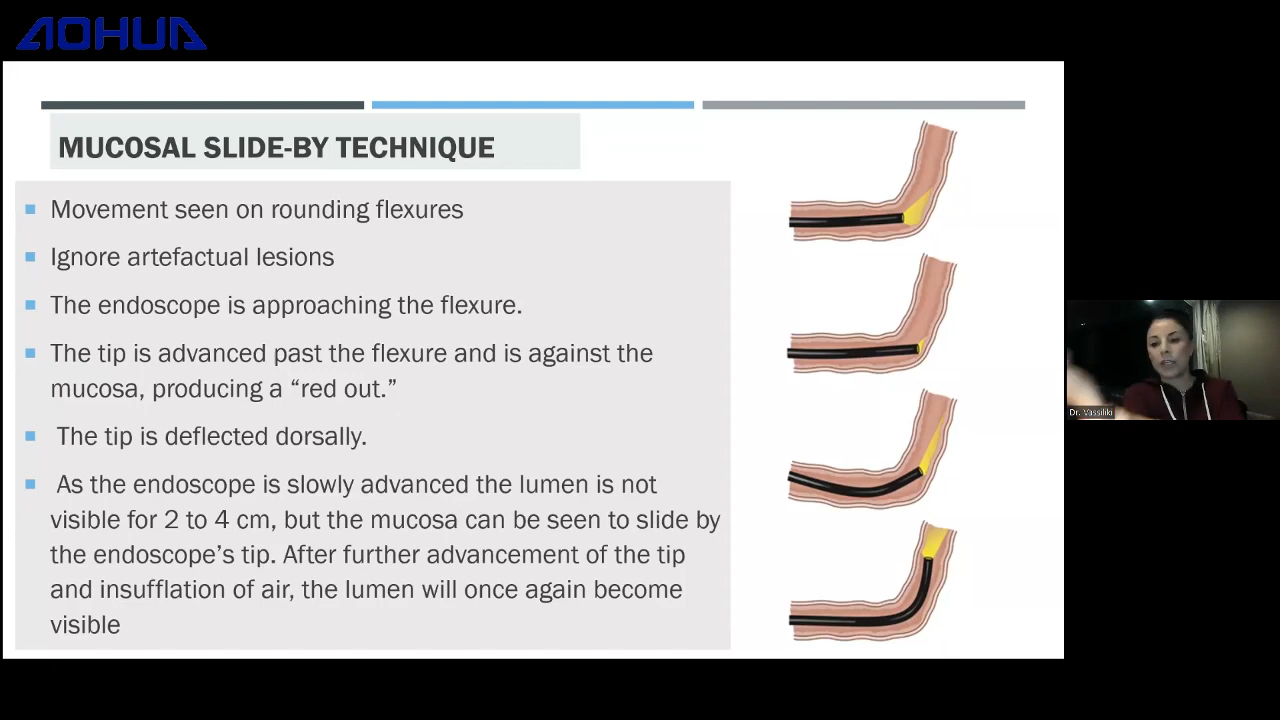 AOHUA
MUCOSAL SLIDE-BY TECHNIQUE
Movement seen on rounding flexures
Ignore artefactual lesions
The endoscope is approaching the flexure.
The tip is advanced past the flexure and is against the
mucosa, producing a “red out.”
The tip is deflected dorsally.
As the endoscope is slowly advanced the lumen is not
visible for 2 to 4 cm, but the mucosa can be seen to slide by
the endoscope’s tip. After further advancement of the tip
and insufflation of air, the lumen will once again become
visible
Dr. Vassiliki